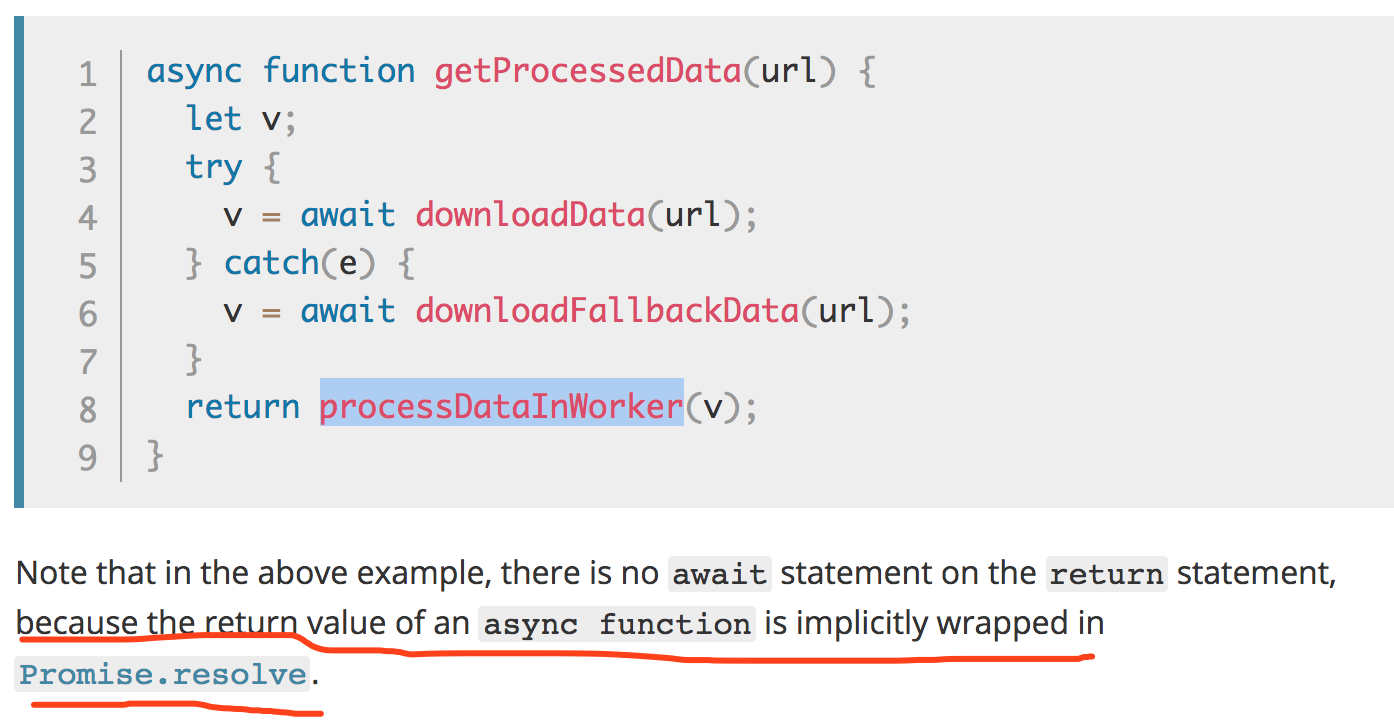 1 async function getProcessedData(url) {
2   let v;
3   try {
4     v = await downloadData(url);
5   } catch(e) {
6     v = await downloadFallbackData(url);
7   }
8   return processDataInWorker(v);
9 }
Note that in the above example, there is no await statement on the return statement,
because the return value of an async function is implicitly wrapped in
Promise.resolve.